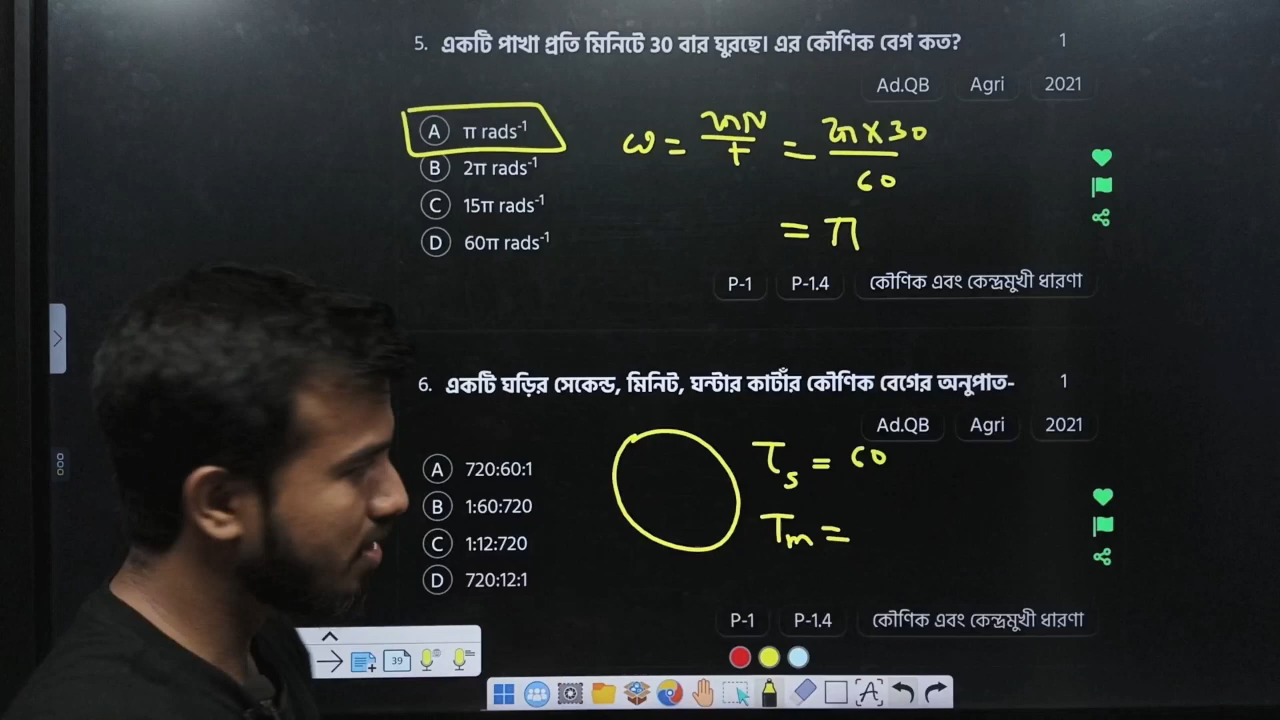 5. একটি পাখা প্রতি মিনিটে 30 বার ঘুরছে। এর কৌণিক বেগ কত? 1
Ad.QB Agri 2021
A π rads⁻¹
B 2π rads⁻¹
C 15π rads⁻¹
D 60π rads⁻¹
ω = 2πN/t = 2π×30/60
= π
P-1 P-1.4 কৌণিক এবং কেন্দ্রমুখী ধারণা
6. একটি ঘড়ির সেকেন্ড, মিনিট, ঘন্টার কাটাঁর কৌণিক বেগের অনুপাত- 1
Ad.QB Agri 2021
A 720:60:1
B 1:60:720
C 1:12:720
D 720:12:1
Tₛ = 60
Tₘ =
P-1 P-1.4 কৌণিক এবং কেন্দ্রমুখী ধারণা
39
A